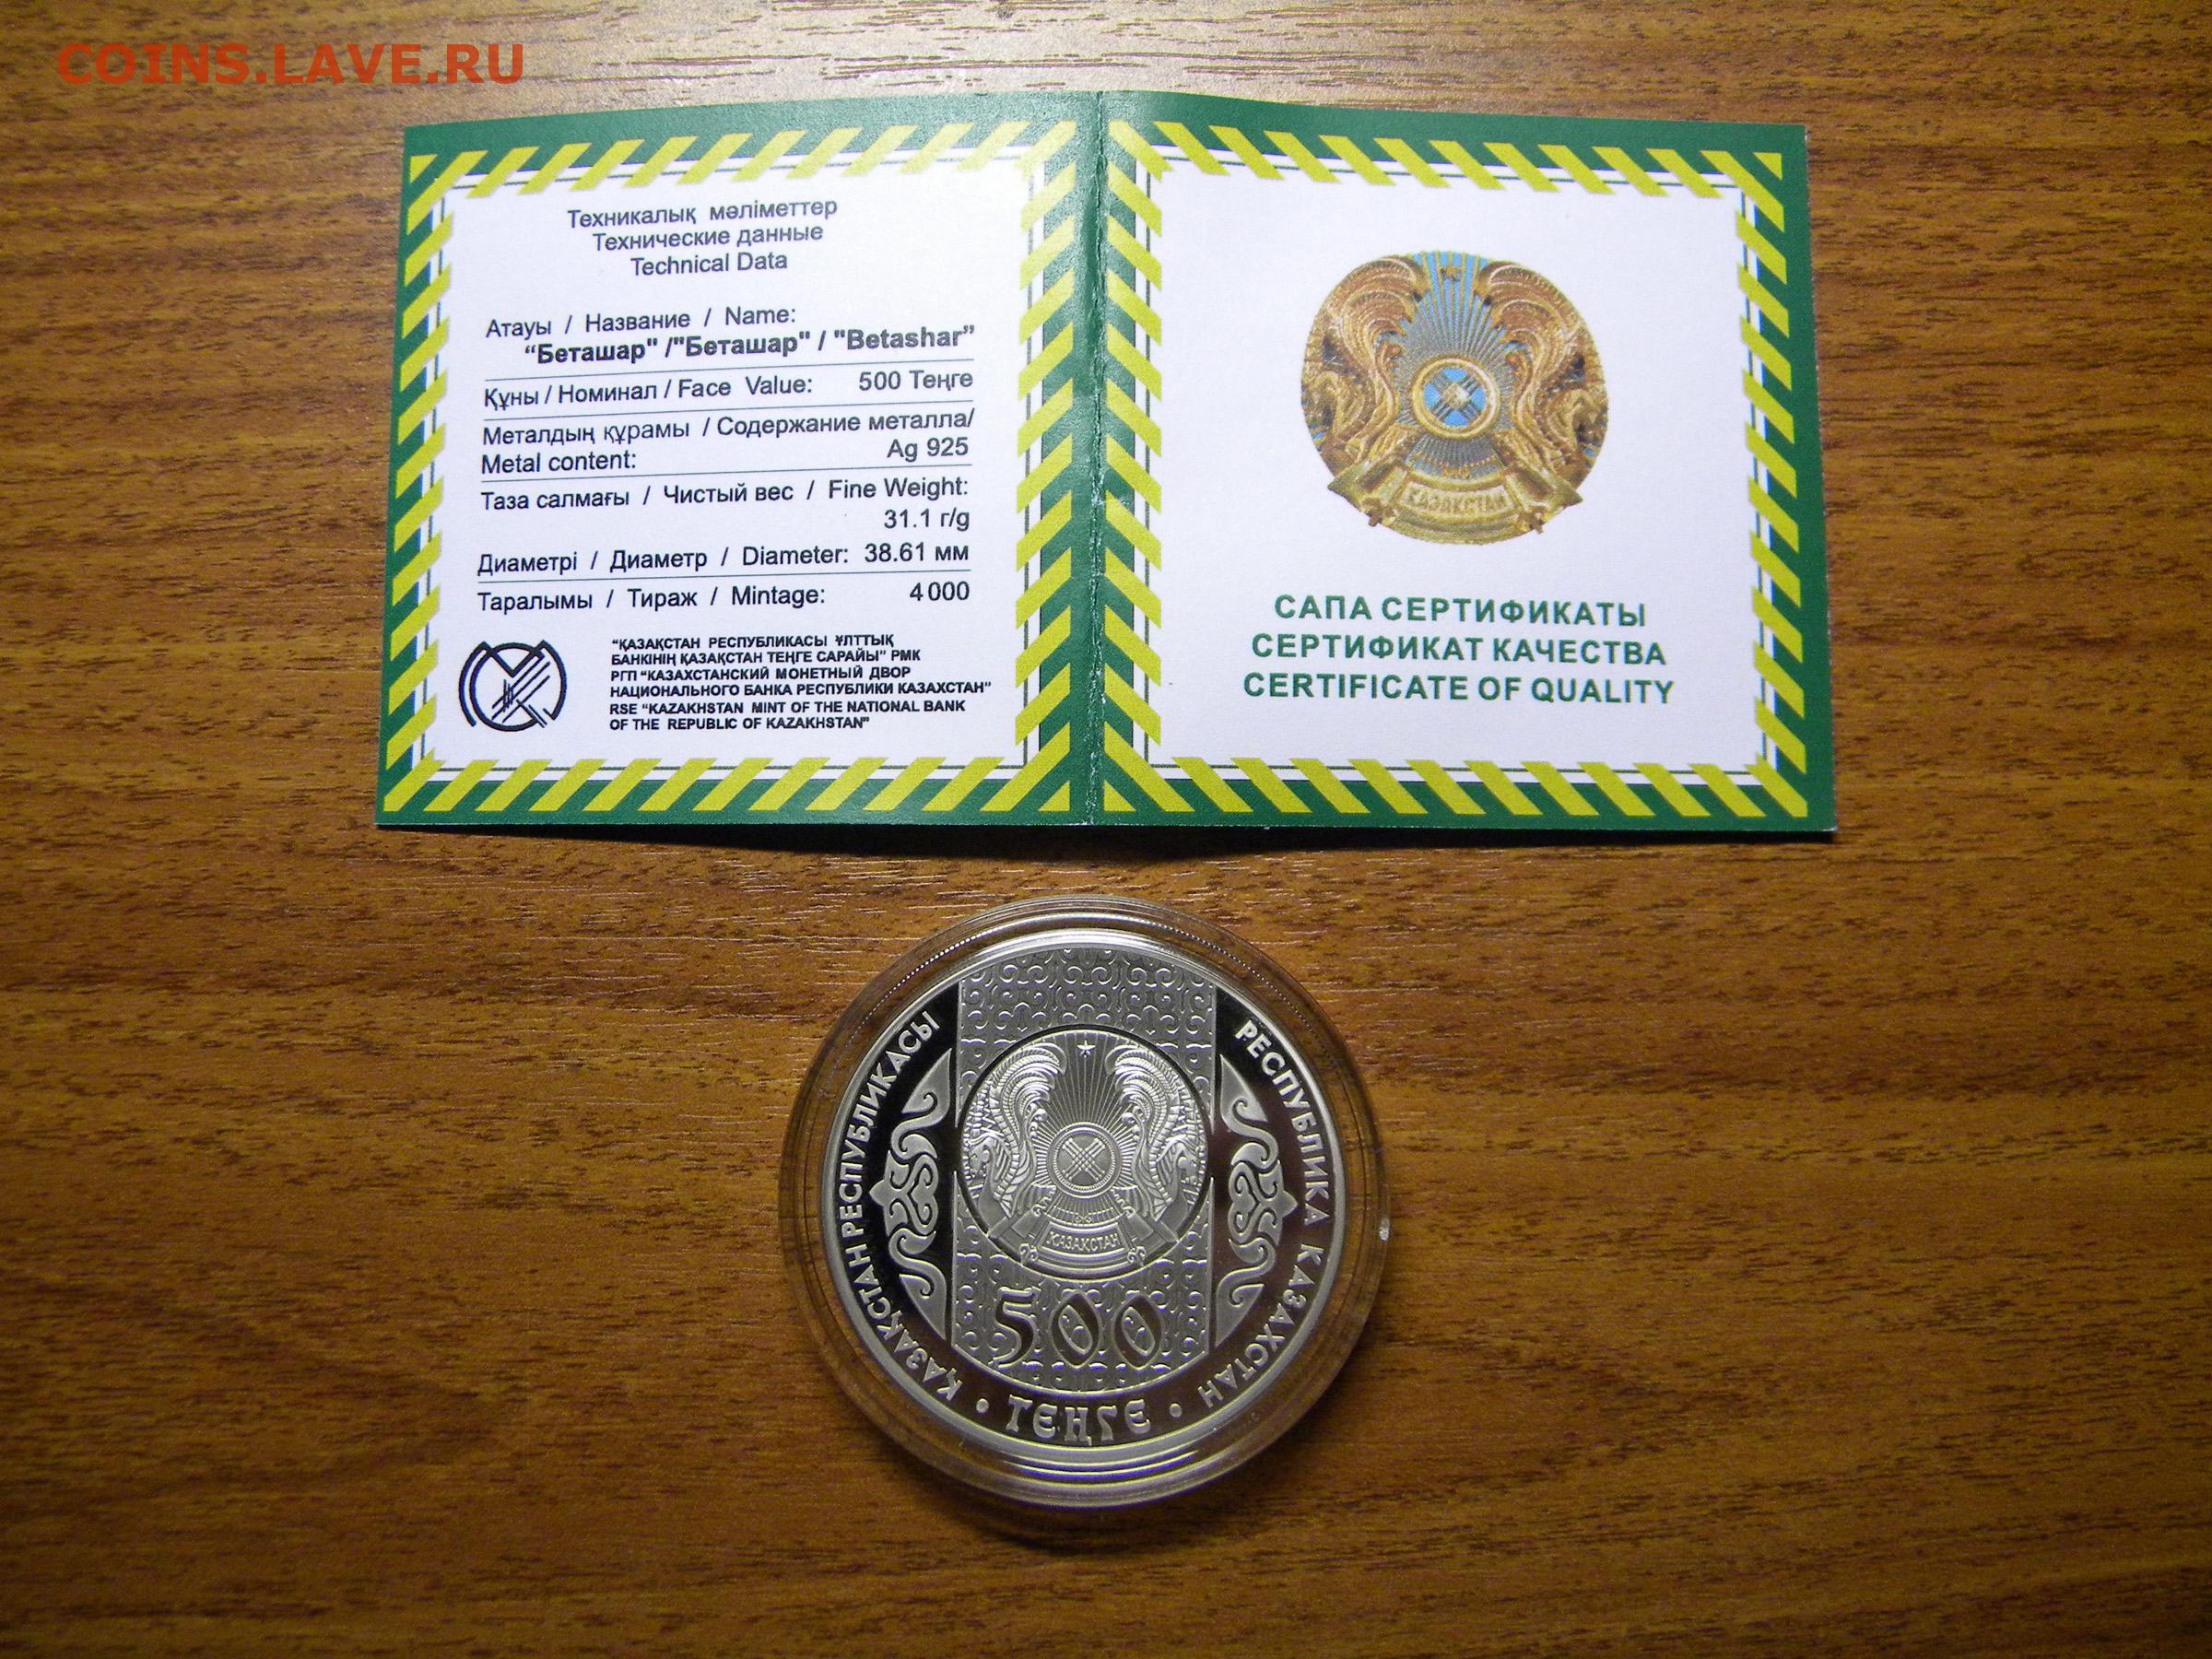 COINS.LAVE.RU
Техникалық мәліметтер
Технические данные
Technical Data
Атауы / Название / Name:
“Беташар" /"Беташар" / "Betashar”
Құны / Номинал / Face Value: 500 Теңге
Металдың құрамы / Содержание металла/
Metal content: Ag 925
Таза салмағы / Чистый вес / Fine Weight:
31.1 г/g
Диаметрі / Диаметр / Diameter: 38.61 мм
Таралымы / Тираж / Mintage: 4 000
“ҚАЗАҚСТАН РЕСПУБЛИКАСЫ ҰЛТТЫҚ
БАНКІНІҢ ҚАЗАҚСТАН ТЕҢГЕ САРАЙЫ” РМК
РГП “КАЗАХСТАНСКИЙ МОНЕТНЫЙ ДВОР
НАЦИОНАЛЬНОГО БАНКА РЕСПУБЛИКИ КАЗАХСТАН”
RSE “KAZAKHSTAN MINT OF THE NATIONAL BANK
OF THE REPUBLIC OF KAZAKHSTAN”
ҚАЗАҚСТАН
САПА СЕРТИФИКАТЫ
СЕРТИФИКАТ КАЧЕСТВА
CERTIFICATE OF QUALITY
ҚАЗАҚСТАН РЕСПУБЛИКАСЫ
РЕСПУБЛИКА КАЗАХСТАН
ҚАЗАҚСТАН
500
• ТЕҢГЕ •